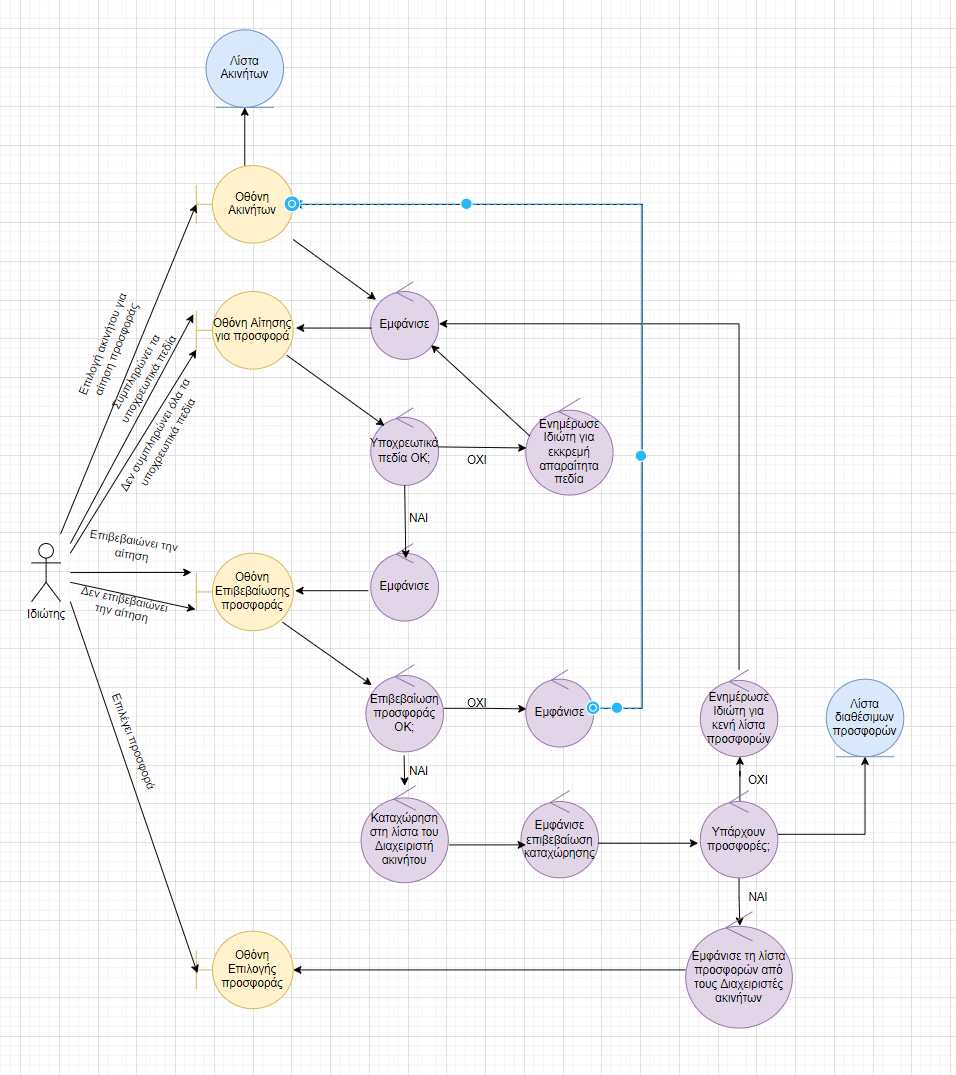 Λίστα
Ακινήτων
Οθόνη
Ακινήτων
Επιλογή ακινήτου για
αίτηση προσφοράς
Οθόνη Αίτησης
για προσφορά
Εμφάνισε
Συμπληρώνει τα
υποχρεωτικά πεδία
Δεν συμπληρώνει όλα τα
υποχρεωτικά πεδία
Υποχρεωτικά
πεδία ΟΚ;
ΟΧΙ
Ενημέρωσε
Ιδιώτη για
εκκρεμή
απαραίτητα
πεδία
ΝΑΙ
Επιβεβαιώνει την
αίτηση
Οθόνη
Επιβεβαίωσης
προσφοράς
Εμφάνισε
Δεν επιβεβαιώνει
την αίτηση
Ιδιώτης
Επιλέγει προσφορά
Επιβεβαίωση
προσφοράς
ΟΚ;
ΟΧΙ
Εμφάνισε
Ενημέρωσε
Ιδιώτη για
κενή λίστα
προσφορών
Λίστα
διαθέσιμων
προσφορών
ΝΑΙ
ΟΧΙ
Καταχώρηση
στη λίστα του
Διαχειριστή
ακινήτου
Εμφάνισε
επιβεβαίωση
καταχώρησης
Υπάρχουν
προσφορές;
ΝΑΙ
Οθόνη
Επιλογής
προσφοράς
Εμφάνισε τη λίστα
προσφορών από
τους Διαχειριστές
ακινήτων